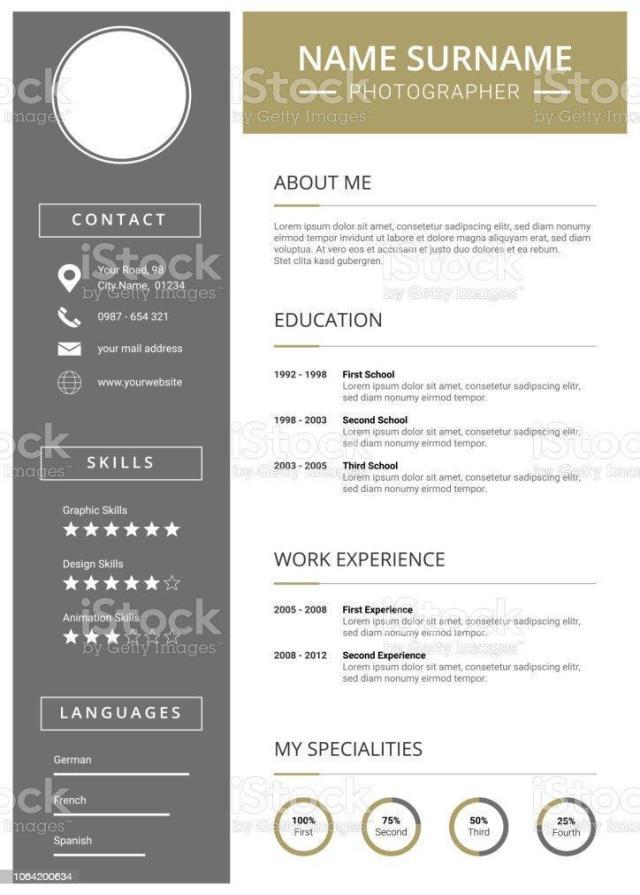 NAME SURNAME
PHOTOGRAPHER
CONTACT
Your Road, 98
City.Name, 01234
0987 - 654 321
your mail address
www.yourwebsite
SKILLS
Graphic Skills
Design Skills
Animation Skills
LANGUAGES
German
French
Spanish
ABOUT ME
Lorem ipsum dolor sit amet, consetetur sadipscing elitr, sed diam nonumy eirmod
tempor invidunt ut labore et dolore magna aliquyam erat, sed diam
voluptua. At vero eos et accusam et justo duo dolores et ea rebum.
Stet clita kasd gubergren.
EDUCATION
1992 - 1998 First School
Lorem ipsum dolor sit amet, consetetur sadipscing elitr,
sed diem nonumy eirmod tempor.
1998 - 2003 Second School
Lorem ipsum dolor sit amet, consetetur sadipscing elitr,
sed diem nonumy eirmod tempor.
2003 - 2005 Third School
Lorem ipsum dolor sit amet, consetetur sadipscing elitr,
sed diem nonumy eirmod tempor.
WORK EXPERIENCE
2005 - 2008 First Experience
Lorem ipsum dolor sit amet, consetetur sadipscing elitr,
sed diem nonumy eirmod tempor.
2008 - 2012 Second Experience
Lorem ipsum dolor sit amet, consetetur sadipscing elitr,
sed diem nonumy eirmod tempor.
MY SPECIALITIES
100%
First
75%
Second
50%
Third
25%
Fourth
iStock
by Getty Images™
1064200634